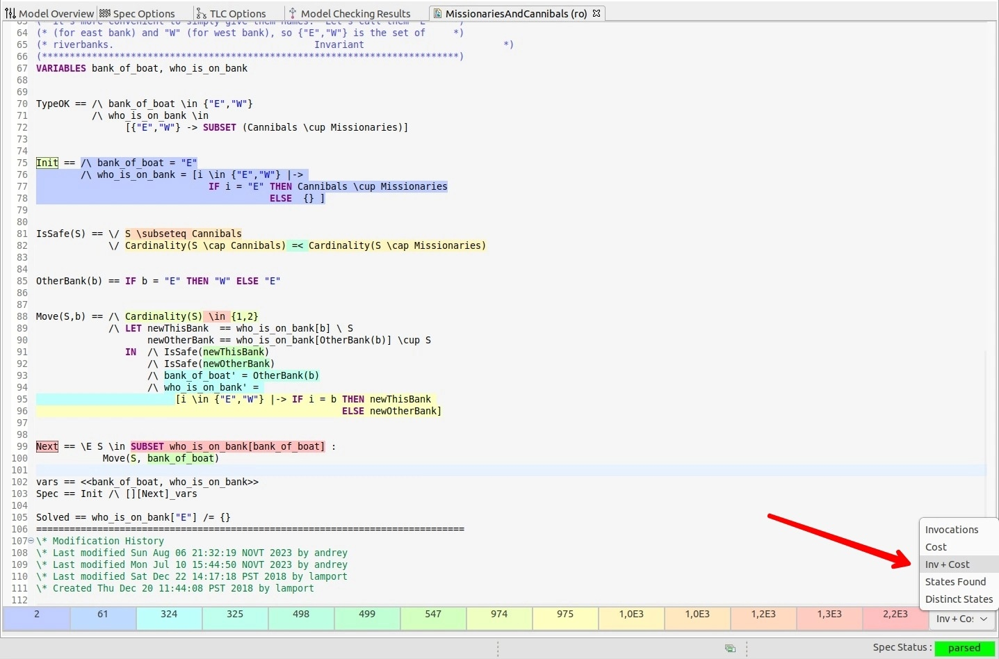 Model Overview Spec Options TLC Options Model Checking Results MissionariesAndCannibals (ro)
63 (* it's more convenient to simply give them names. Let's call them "E" *)
64 (* (for east bank) and "W" (for west bank), so {"E","W"} is the set of *)
65 (* riverbanks. Invariant *)
66 (***************************************************************************)
67 VARIABLES bank_of_boat, who_is_on_bank
68
69
70 TypeOK == /\ bank_of_boat \in {"E","W"}
71 /\ who_is_on_bank \in
72 [{"E","W"} -> SUBSET (Cannibals \cup Missionaries)]
73
74
75 Init == /\ bank_of_boat = "E"
76 /\ who_is_on_bank = [i \in {"E","W"} |->
77 IF i = "E" THEN Cannibals \cup Missionaries
78 ELSE {} ]
79
80
81 IsSafe(S) == \/ S \subseteq Cannibals
82 \/ Cardinality(S \cap Cannibals) =< Cardinality(S \cap Missionaries)
83
84
85 OtherBank(b) == IF b = "E" THEN "W" ELSE "E"
86
87
88 Move(S,b) == /\ Cardinality(S) \in {1,2}
89 /\ LET newThisBank == who_is_on_bank[b] \ S
90 newOtherBank == who_is_on_bank[OtherBank(b)] \cup S
91 IN /\ IsSafe(newThisBank)
92 /\ IsSafe(newOtherBank)
93 /\ bank_of_boat' = OtherBank(b)
94 /\ who_is_on_bank' =
95 [i \in {"E","W"} |-> IF i = b THEN newThisBank
96 ELSE newOtherBank]
97
98
99 Next == \E S \in SUBSET who_is_on_bank[bank_of_boat] :
100 Move(S, bank_of_boat)
101
102 vars == <<bank_of_boat, who_is_on_bank>>
103 Spec == Init /\ [][Next]_vars
104
105 Solved == who_is_on_bank["E"] /= {}
106 =============================================================================
107 \* Modification History
108 \* Last modified Sun Aug 06 21:32:19 NOVT 2023 by andrey
109 \* Last modified Mon Jul 10 15:44:50 NOVT 2023 by andrey
110 \* Last modified Sat Dec 22 14:17:18 PST 2018 by lamport
111 \* Created Thu Dec 20 11:44:08 PST 2018 by lamport
112
Invocations
Cost
Inv + Cost
States Found
Distinct States
2 61 324 325 498 499 547 974 975 1,0E3 1,0E3 1,2E3 1,3E3 2,2E3 Inv + Co
Spec Status : parsed